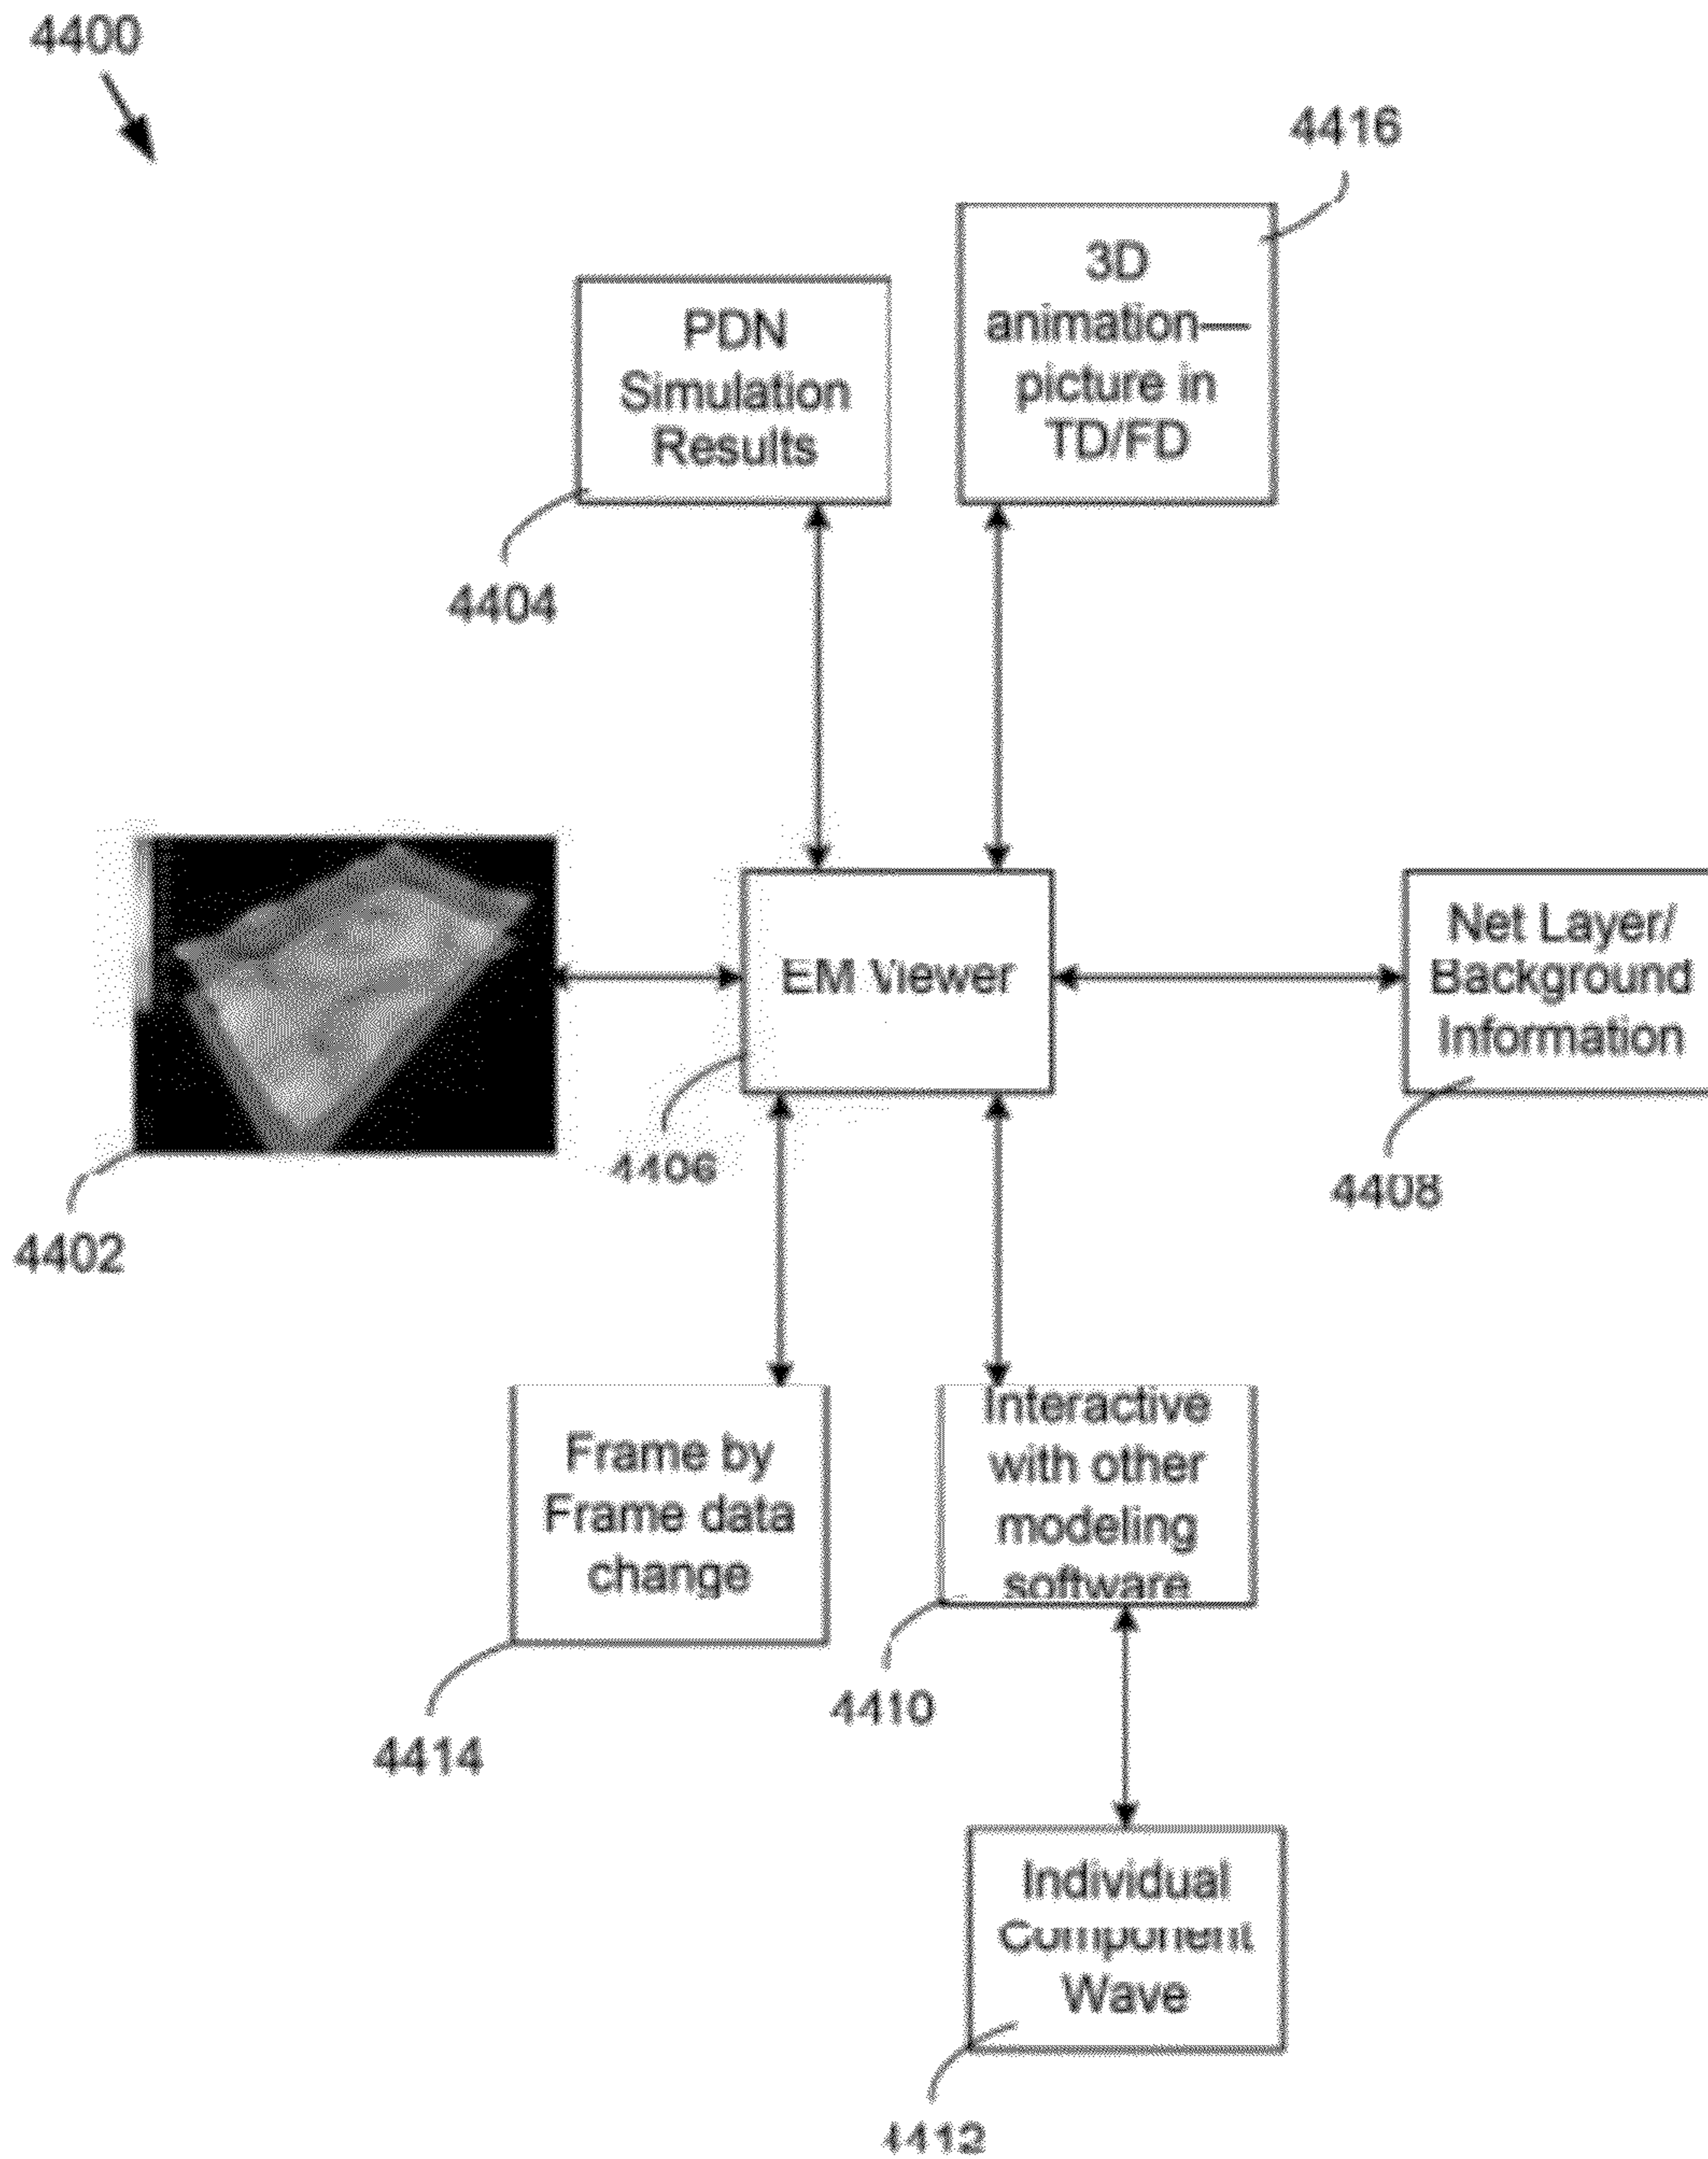 4400
4416
3D
animation—
picture in
TD/FD
PDN
Simulation
Results
4404
EM Viewer
Net Layer/
Background
Information
4406
4408
4402
Interactive
with other
modeling
software
Frame by
Frame data
change
4410
4414
Individual
Component
Wave
4412